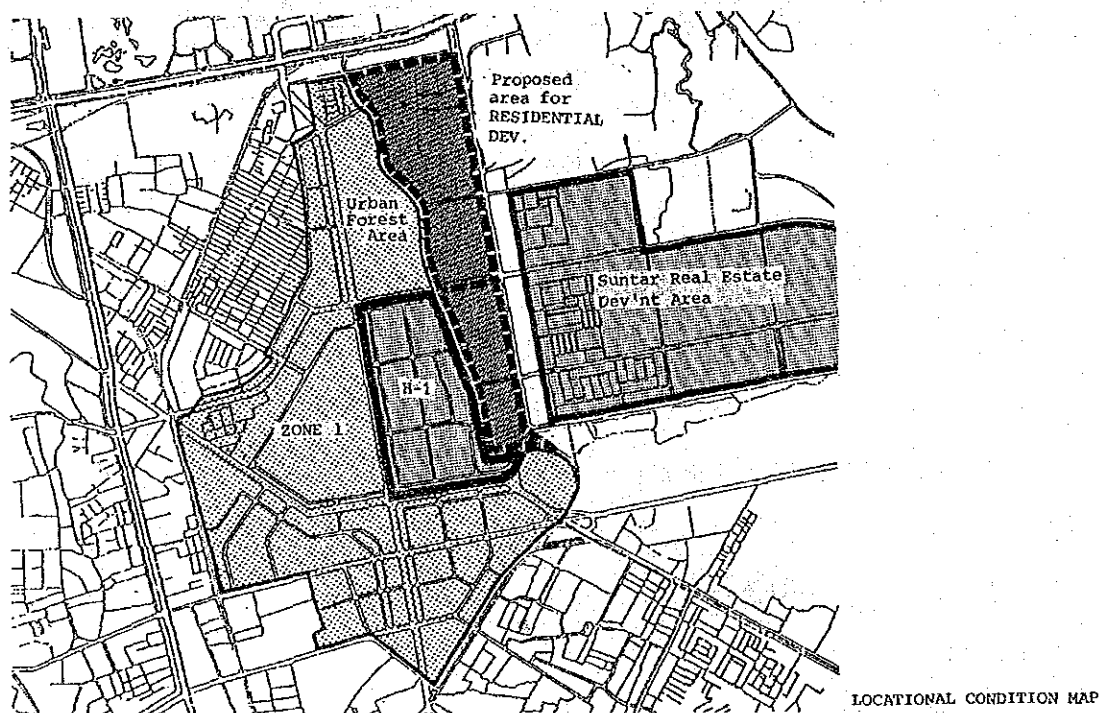 Proposed
area for
RESIDENTIAL
DEV.
Urban
Forest
Area
Suntar Real Estate
Dev'nt Area
H-1
ZONE 1
LOCATIONAL CONDITION MAP